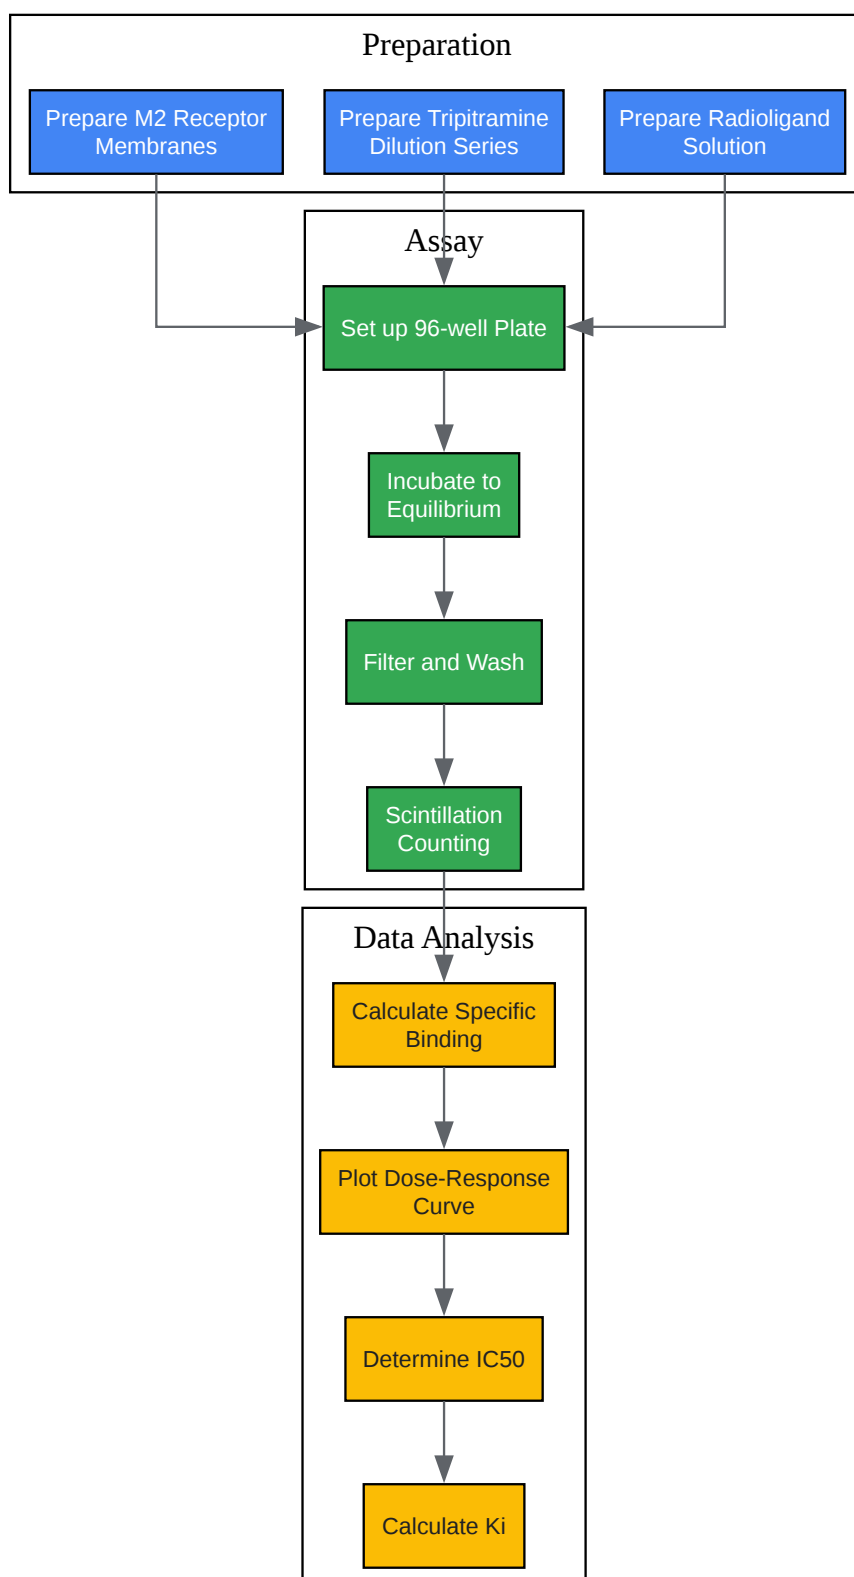 Preparation
Prepare M2 Receptor
Membranes
Prepare Tripitramine
Dilution Series
Prepare Radioligand
Solution
Assay
Set up 96-well Plate
Incubate to
Equilibrium
Filter and Wash
Scintillation
Counting
Data Analysis
Calculate Specific
Binding
Plot Dose-Response
Curve
Determine IC50
Calculate Ki